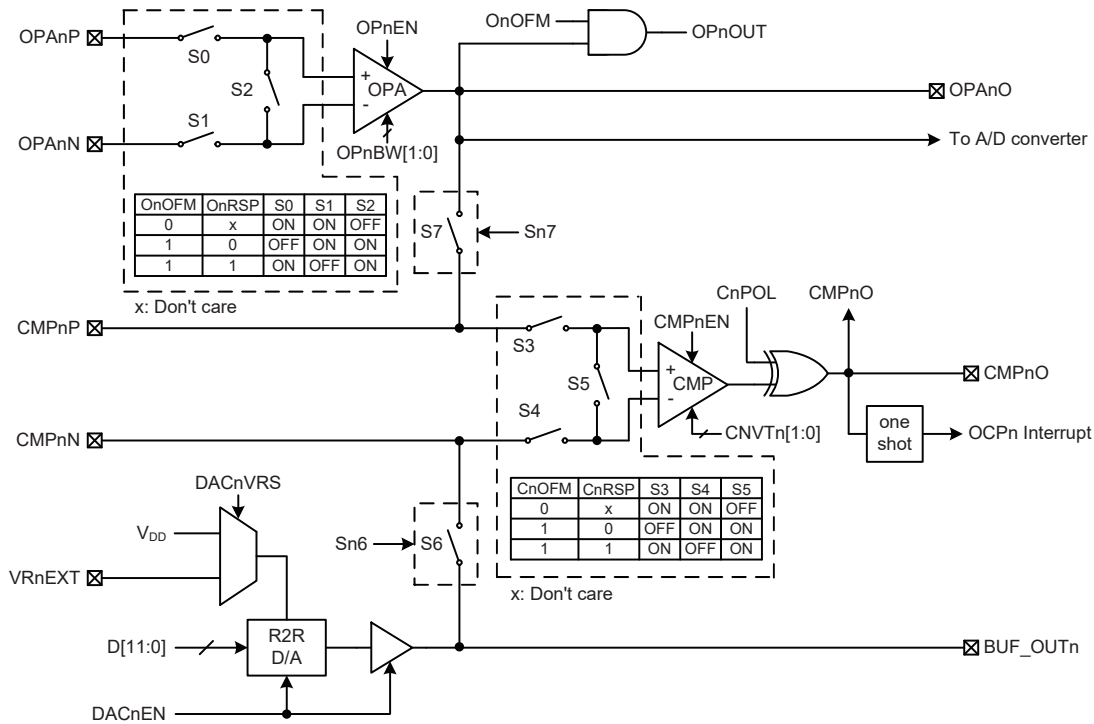 OnOFM
OPnOUT
OPAnP
S0
OPnEN
S2
+
OPA
-
OPAnO
OPAnN
S1
OPnBW[1:0]
To A/D converter
OnOFM OnRSP S0 S1 S2
0 x ON ON OFF
1 0 OFF ON ON
1 1 ON OFF ON
x: Don't care
S7
Sn7
CMPnP
S3
CMPnEN
CnPOL
CMPnO
S5
+
CMP
-
CMPnO
CMPnN
S4
CNVTn[1:0]
one
shot
OCPn Interrupt
CnOFM CnRSP S3 S4 S5
0 x ON ON OFF
1 0 OFF ON ON
1 1 ON OFF ON
x: Don't care
DACnVRS
VDD
Sn6
S6
VRnEXT
D[11:0]
R2R
D/A
BUF_OUTn
DACnEN